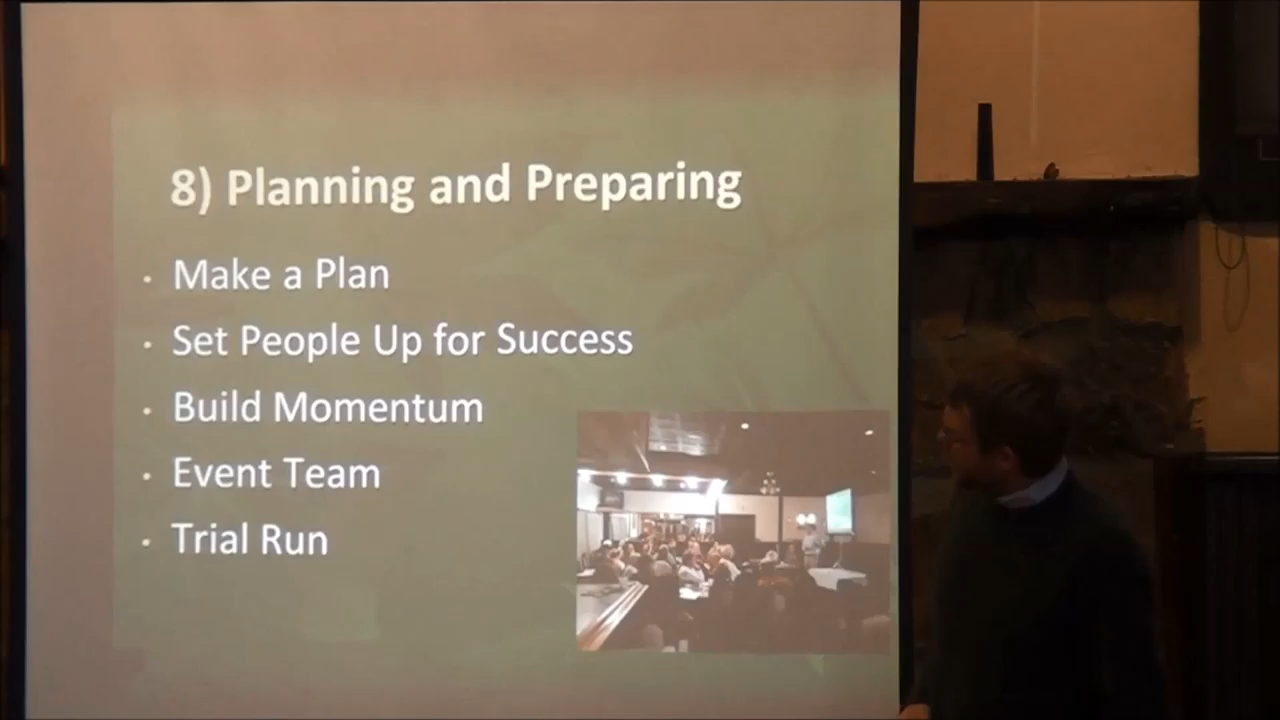 8) Planning and Preparing
• Make a Plan
• Set People Up for Success
• Build Momentum
• Event Team
• Trial Run